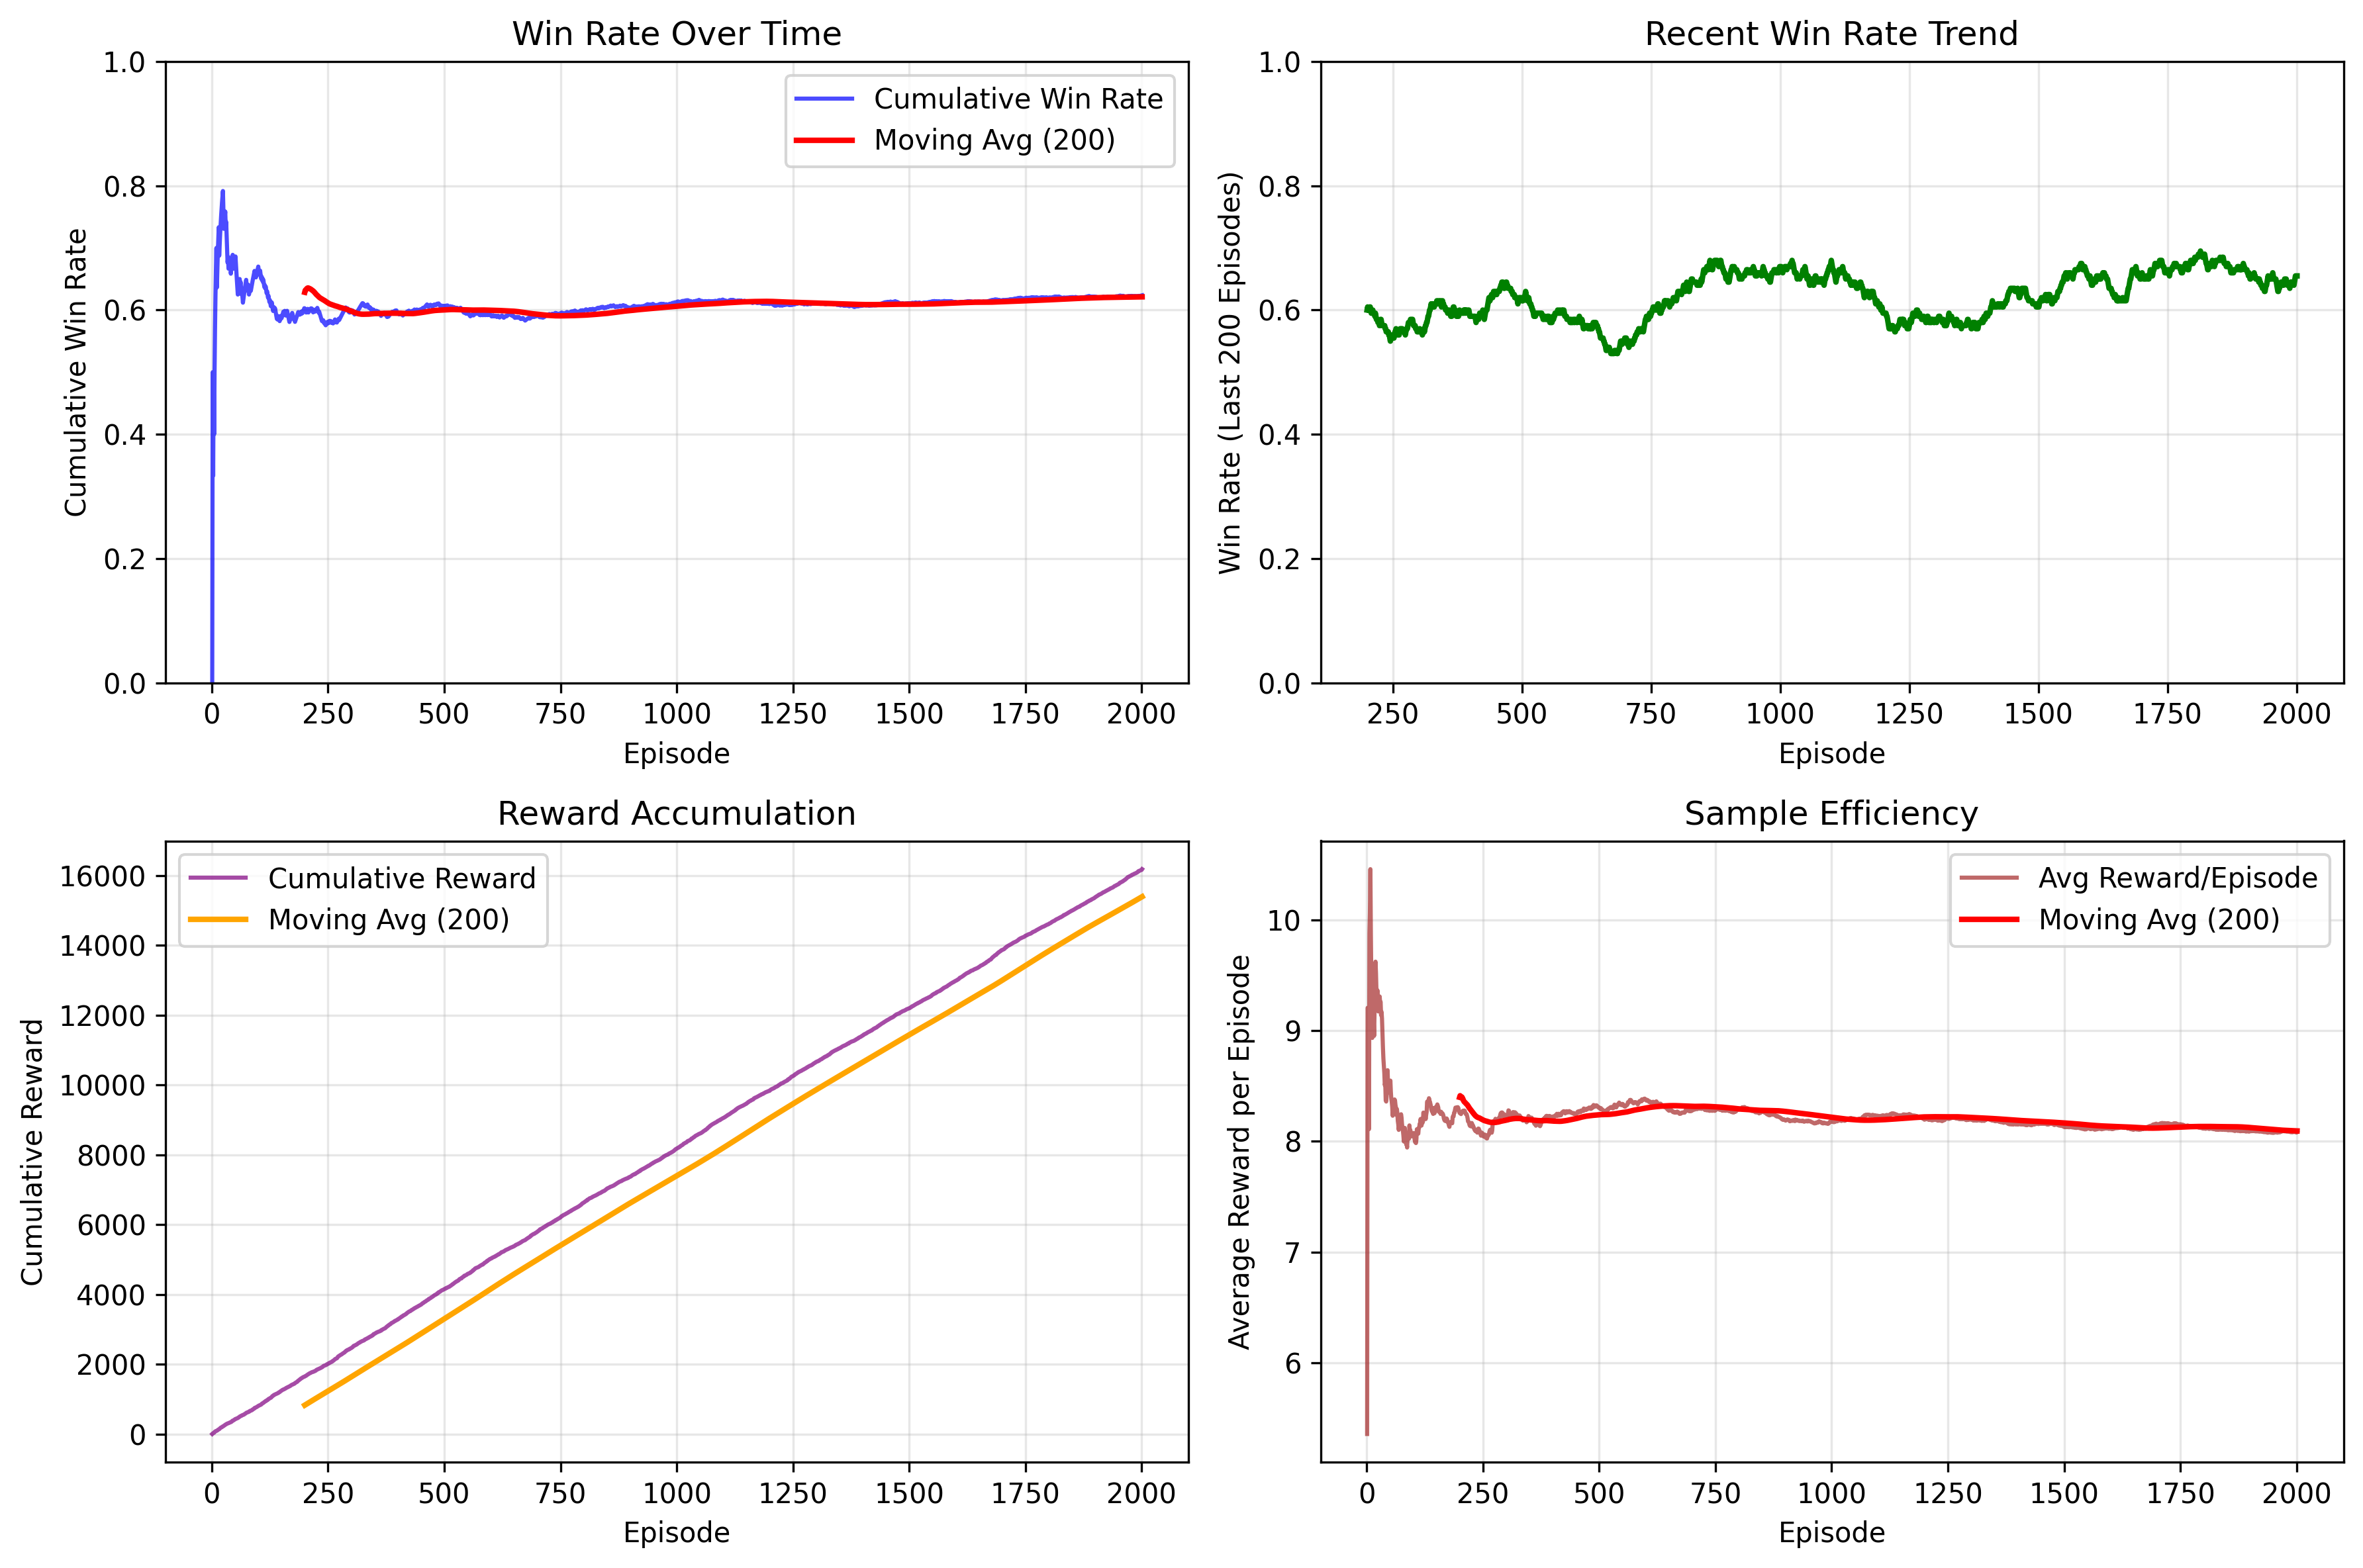 Win Rate Over Time
Cumulative Win Rate
1.0
0.8
0.6
0.4
0.2
0.0
Cumulative Win Rate
Moving Avg (200)
0 250 500 750 1000 1250 1500 1750 2000
Episode
Recent Win Rate Trend
Win Rate (Last 200 Episodes)
1.0
0.8
0.6
0.4
0.2
0.0
250 500 750 1000 1250 1500 1750 2000
Episode
Reward Accumulation
Cumulative Reward
16000
14000
12000
10000
8000
6000
4000
2000
0
Cumulative Reward
Moving Avg (200)
0 250 500 750 1000 1250 1500 1750 2000
Episode
Sample Efficiency
Average Reward per Episode
10
9
8
7
6
Avg Reward/Episode
Moving Avg (200)
0 250 500 750 1000 1250 1500 1750 2000
Episode